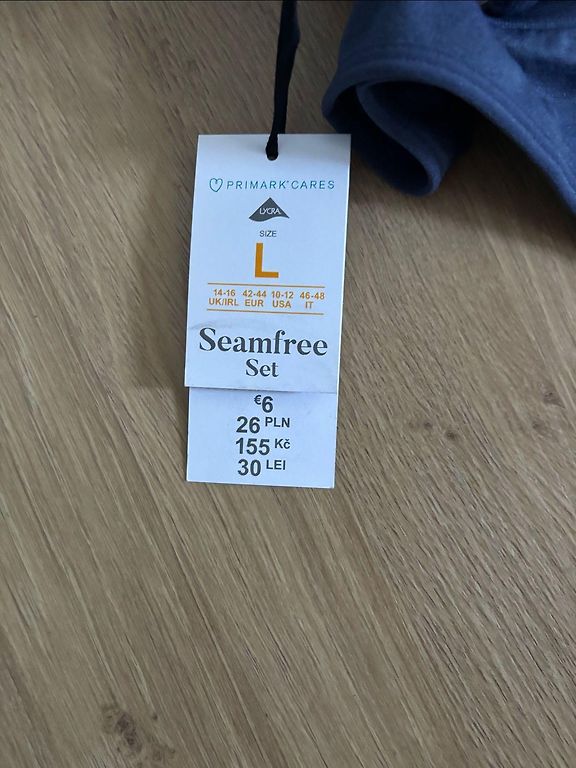 PRIMARK® CARES
LYCRA
SIZE
L
14-16 42-44 10-12 46-48
UK/IRL EUR USA IT
Seamfree
Set
€6
26 PLN
155 Kč
30 LEI